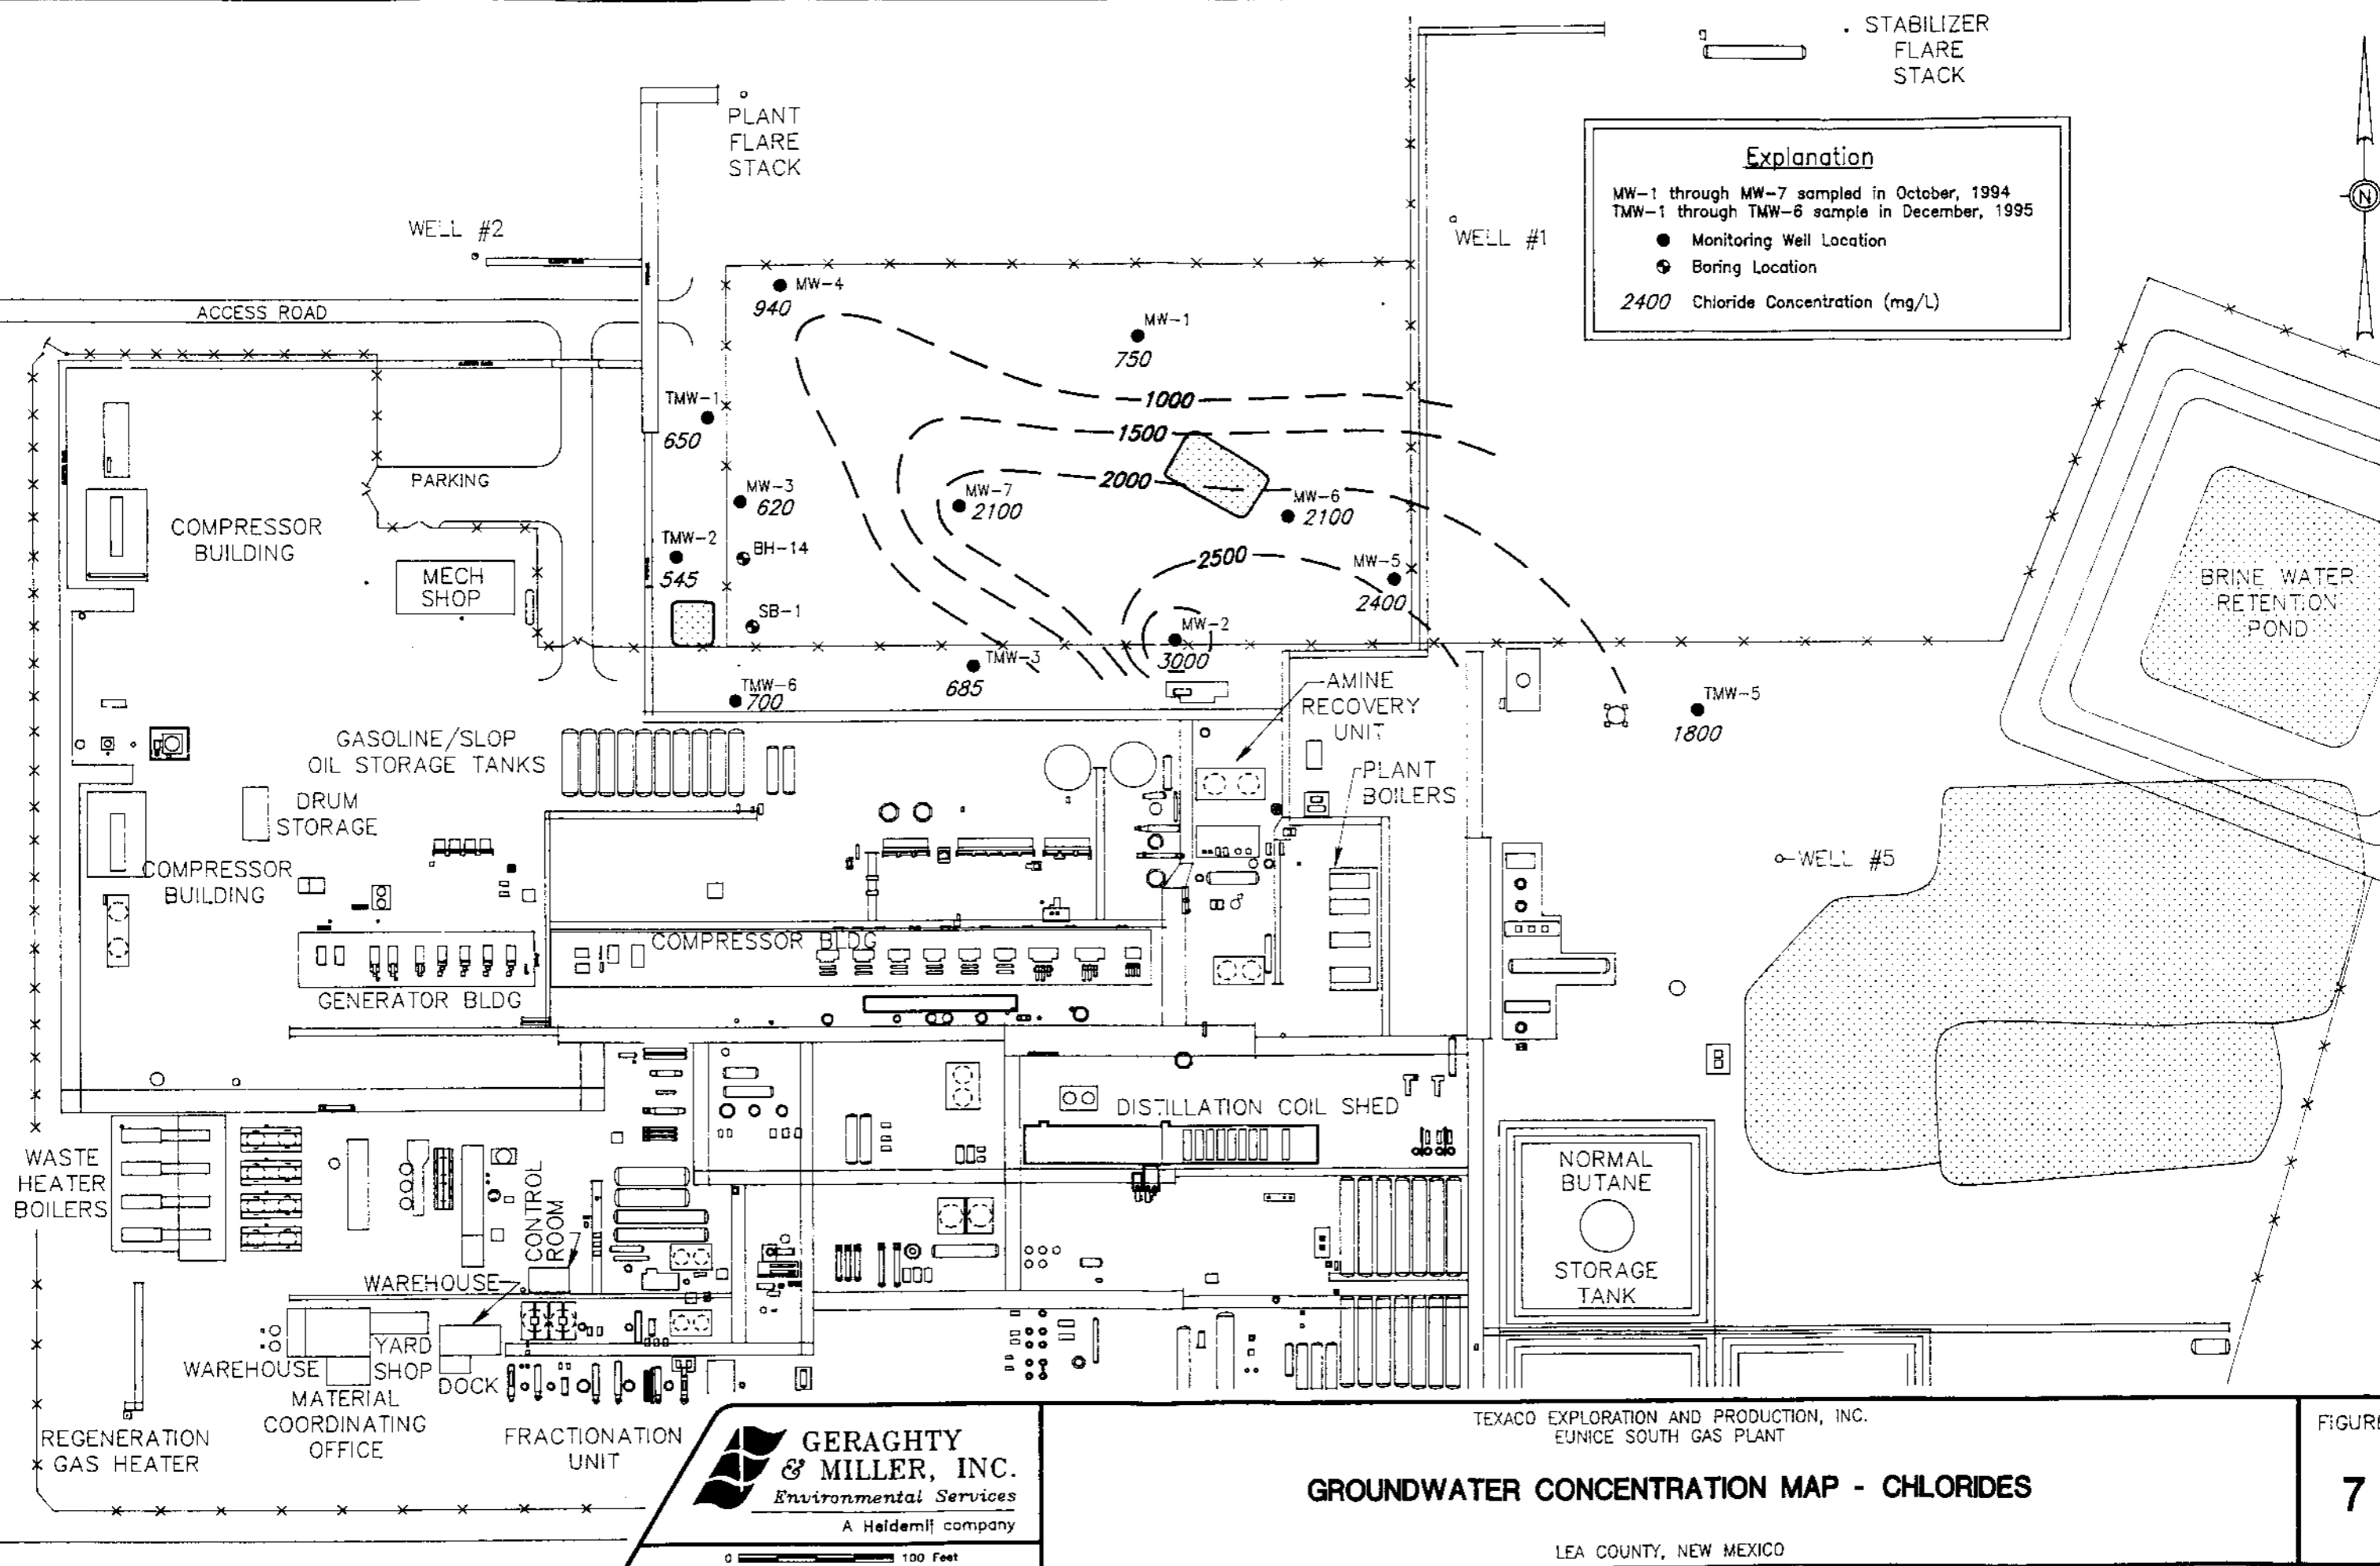 STABILIZER
FLARE
STACK
PLANT
FLARE
STACK
Explanation
MW-1 through MW-7 sampled in October, 1994
TMW-1 through TMW-6 sample in December, 1995
Monitoring Well Location
Boring Location
2400 Chloride Concentration (mg/L)
N
WELL #2
WELL #1
ACCESS ROAD
MW-4
940
MW-1
750
1000
TMW-1
650
1500
PARKING
2000
MW-3
620
MW-7
2100
MW-6
2100
COMPRESSOR
BUILDING
TMW-2
545
BH-14
2500
MW-5
2400
MECH
SHOP
BRINE WATER
RETENTION
POND
SB-1
MW-2
3000
TMW-3
685
TMW-6
700
TMW-5
1800
AMINE
RECOVERY
UNIT
GASOLINE/SLOP
OIL STORAGE TANKS
PLANT
BOILERS
DRUM
STORAGE
COMPRESSOR
BUILDING
WELL #5
COMPRESSOR BLDG
GENERATOR BLDG
DISTILLATION COIL SHED
WASTE
HEATER
BOILERS
NORMAL
BUTANE
STORAGE
TANK
CONTROL
ROOM
WAREHOUSE
YARD
SHOP
WAREHOUSE
DOCK
MATERIAL
COORDINATING
OFFICE
REGENERATION
GAS HEATER
FRACTIONATION
UNIT
GERAGHTY
& MILLER, INC.
Environmental Services
A Heidemij company
0 100 Feet
TEXACO EXPLORATION AND PRODUCTION, INC.
EUNICE SOUTH GAS PLANT
GROUNDWATER CONCENTRATION MAP - CHLORIDES
LEA COUNTY, NEW MEXICO
FIGURE
7